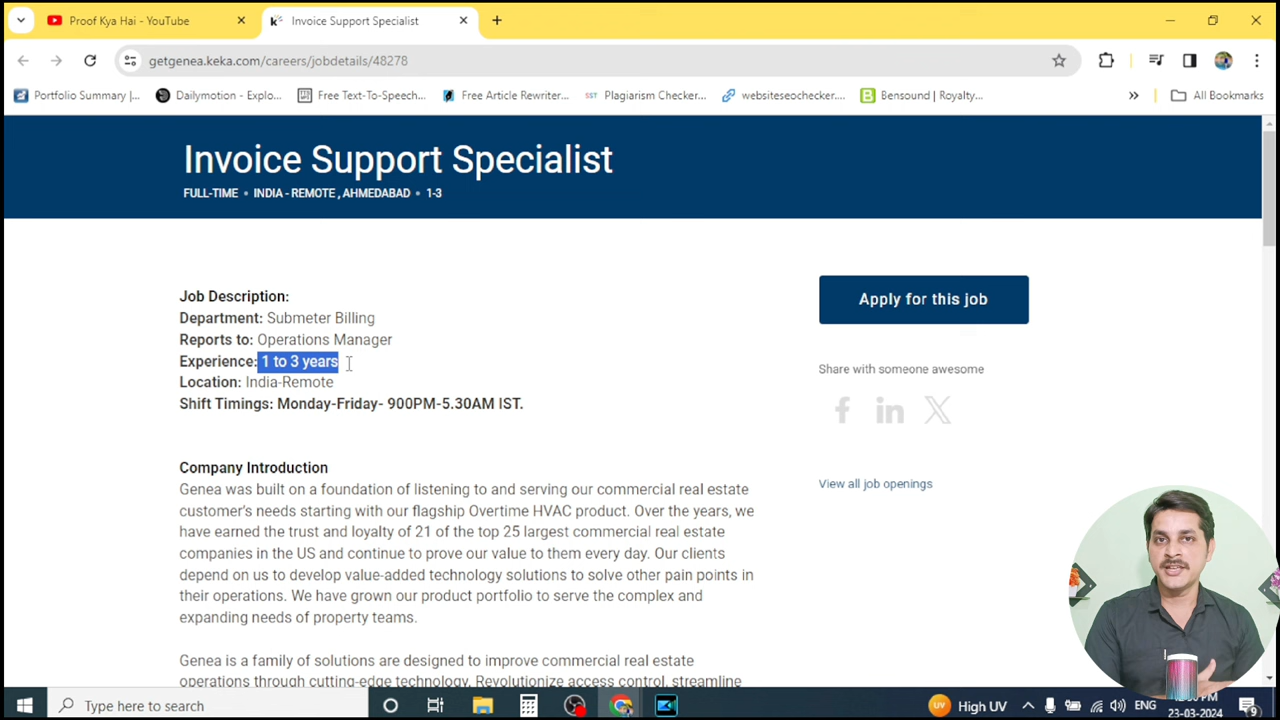 Proof Kya Hai - YouTube
Invoice Support Specialist
getgenea.keka.com/careers/jobdetails/48278
Portfolio Summary |...
Dailymotion - Explo...
Free Text-To-Speech...
Free Article Rewriter...
SST Plagiarism Checker...
websiteseochecker....
Bensound | Royalty...
»
All Bookmarks
Invoice Support Specialist
FULL-TIME • INDIA - REMOTE , AHMEDABAD • 1-3
Job Description:
Department: Submeter Billing
Reports to: Operations Manager
Experience: 1 to 3 years
Location: India-Remote
Shift Timings: Monday-Friday- 900PM-5.30AM IST.
Apply for this job
Share with someone awesome
View all job openings
Company Introduction
Genea was built on a foundation of listening to and serving our commercial real estate
customer's needs starting with our flagship Overtime HVAC product. Over the years, we
have earned the trust and loyalty of 21 of the top 25 largest commercial real estate
companies in the US and continue to prove our value to them every day. Our clients
depend on us to develop value-added technology solutions to solve other pain points in
their operations. We have grown our product portfolio to serve the complex and
expanding needs of property teams.
Genea is a family of solutions are designed to improve commercial real estate
operations through cutting-edge technology. Revolutionize access control, streamline
Type here to search
UV High UV
ENG
23-03-2024
9